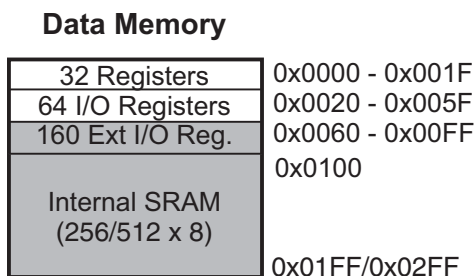 Data Memory
32 Registers 0x0000 - 0x001F
64 I/O Registers 0x0020 - 0x005F
160 Ext I/O Reg. 0x0060 - 0x00FF
0x0100
Internal SRAM
(256/512 x 8)
0x01FF/0x02FF